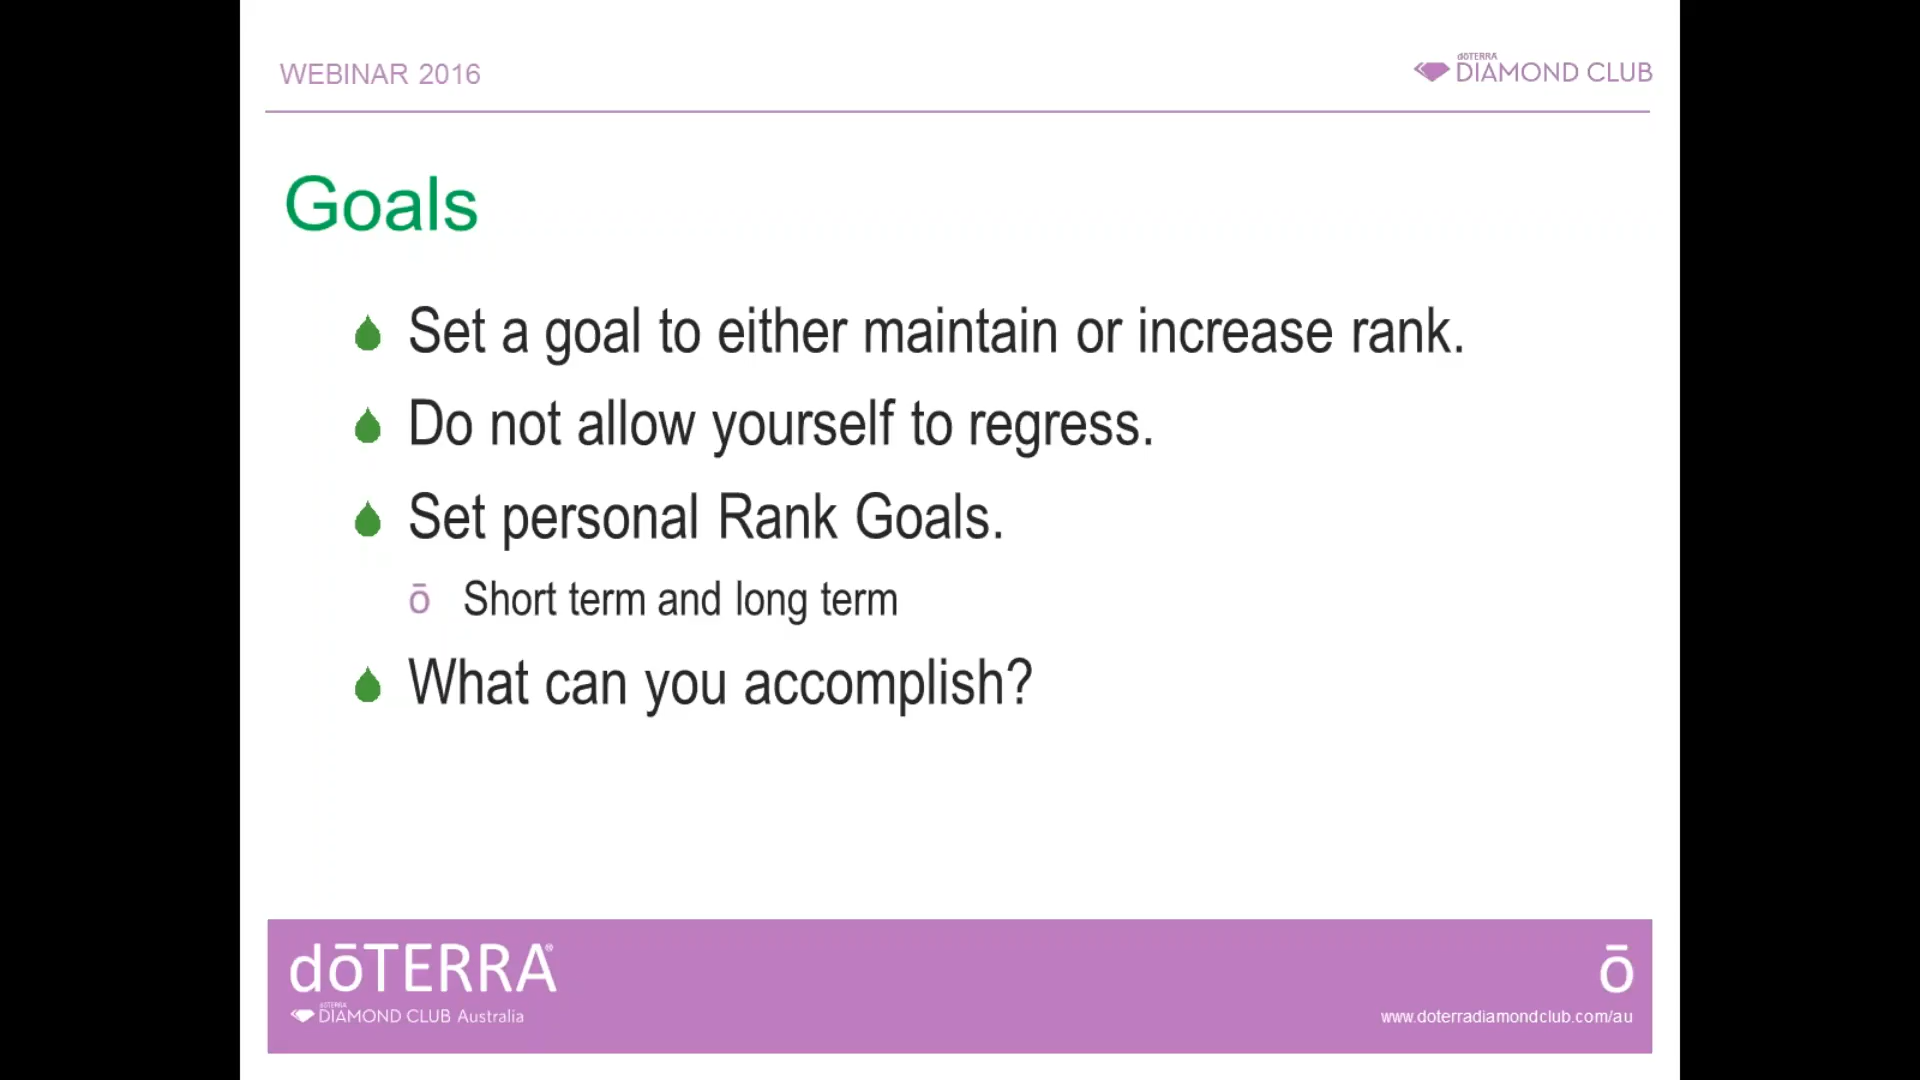 WEBINAR 2016
dōTERRA
DIAMOND CLUB
Goals
Set a goal to either maintain or increase rank.
Do not allow yourself to regress.
Set personal Rank Goals.
ō Short term and long term
What can you accomplish?
dōTERRA®
dōTERRA
DIAMOND CLUB Australia
ō
www.doterradiamondclub.com/au